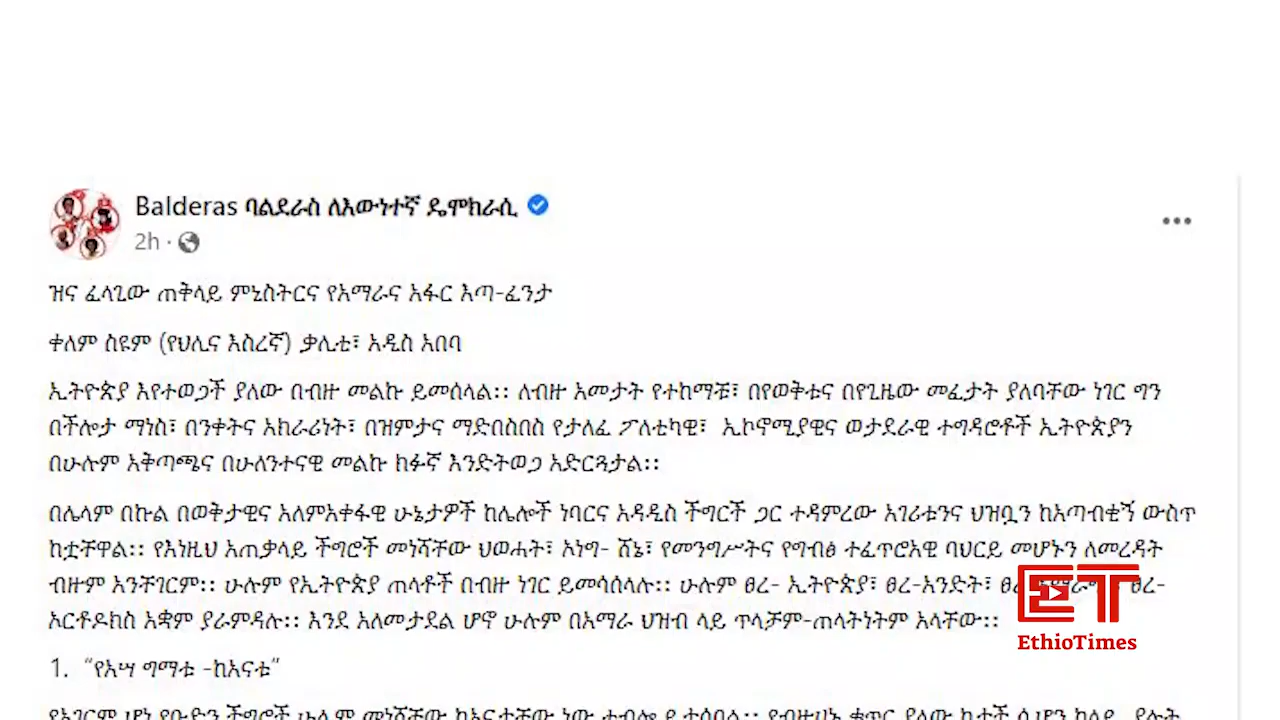 Balderas ባልደራስ ለእውነተኛ ዴሞክራሲ
2h ·
ዝና ፈላጊው ጠቅላይ ምኒስትርና የአማራና አፋር እጣ-ፈንታ
ቀለም ስዩም (የህሊና እስረኛ) ቃሊቲ፣ አዲስ አበባ
ኢትዮጵያ እየተወጋች ያለው በብዙ መልኩ ይመሰላል፡፡ ለብዙ አመታት የተከማቹ፣ በየወቅቱና በየጊዜው መፈታት ያለባቸው ነገር ግን
በችሎታ ማነስ፣ በንቀትና አክራሪነት፣ በዝምታና ማድበስበስ የታለፈ ፖለቲካዊ፣ ኢኮኖሚያዊና ወታደራዊ ተግዳሮቶች ኢትዮጵያን
በሁሉም አቅጣጫና በሁለንተናዊ መልኩ ክፉኛ እንድትወጋ አድርጓታል፡፡
በሌላም በኩል በወቅታዊና አለምአቀፋዊ ሁኔታዎች ከሌሎች ነባርና አዳዲስ ችግርች ጋር ተዳምረው አገሪቱንና ህዝቧን ከአጣብቂኝ ውስጥ
ከቷቸዋል፡፡ የእነዚህ አጠቃላይ ችግሮች መነሻቸው ህወሓት፣ ኦነግ- ሸኔ፣ የመንግሥትና የግብፅ ተፈጥሮአዊ ባህርይ መሆኑን ለመረዳት
ብዙም አንቸገርም፡፡ ሁሉም የኢትዮጵያ ጠላቶች በብዙ ነገር ይመሳሰላሉ፡፡ ሁሉም ፀረ- ኢትዮጵያ፣ ፀረ-አንድት፣ ፀረ-
ኦርቶዶክስ አቋም ያራምዳሉ፡፡ እንደ አለመታደል ሆኖ ሁሉም በአማራ ህዝብ ላይ ጥላቻም-ጠላትነትም አላቸው፡፡
ET
EthioTimes
1. “የአሣ ግማቱ -ከአናቱ”